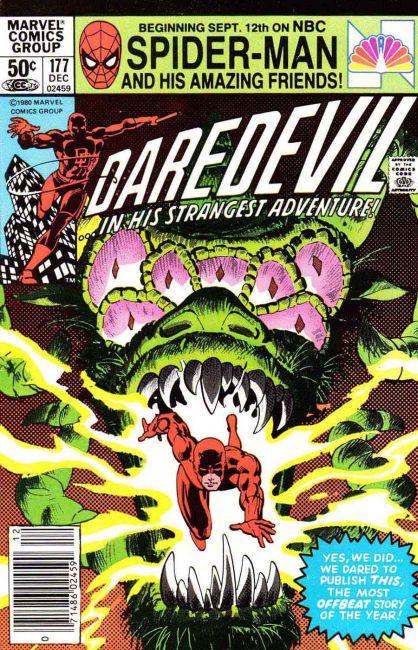 MARVEL®
COMICS
GROUP
BEGINNING SEPT. 12th ON NBC
SPIDER-MAN
AND HIS AMAZING FRIENDS!
50¢
177
DEC
02459
©1980 MARVEL
COMICS GROUP
DAREDEVIL
...IN HIS STRANGEST ADVENTURE!
APPROVED
BY THE
COMICS
CODE
AUTHORITY
TM
YES, WE DID...
WE DARED TO
PUBLISH THIS,
THE MOST
OFFBEAT STORY
OF THE YEAR!
12
0
71486 02459